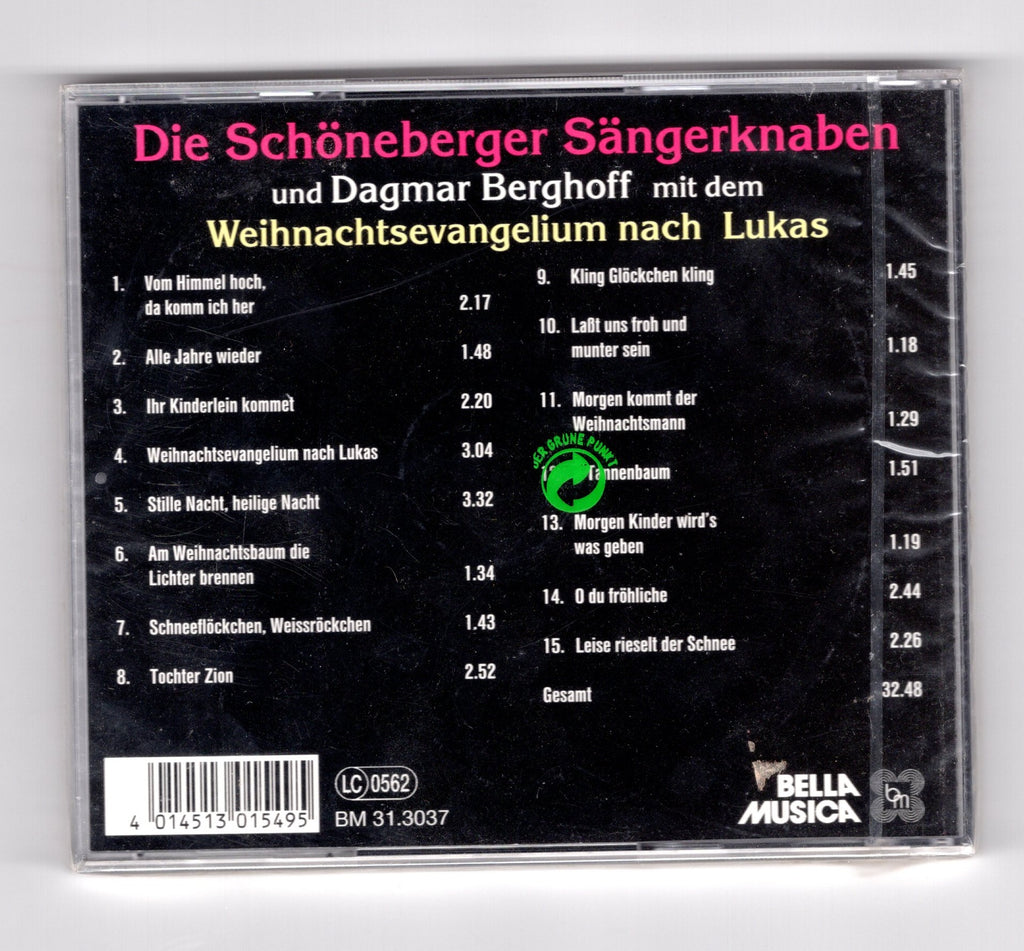 Die Schöneberger Sängerknaben
und Dagmar Berghoff mit dem
Weihnachtsevangelium nach Lukas
1. Vom Himmel hoch,
da komm ich her 2.17
2. Alle Jahre wieder 1.48
3. Ihr Kinderlein kommet 2.20
4. Weihnachtsevangelium nach Lukas 3.04
5. Stille Nacht, heilige Nacht 3.32
6. Am Weihnachtsbaum die
Lichter brennen 1.34
7. Schneeflöckchen, Weissröckchen 1.43
8. Tochter Zion 2.52
9. Kling Glöckchen kling 1.45
10. Laßt uns froh und
munter sein 1.18
11. Morgen kommt der
Weihnachtsmann 1.29
DER GRÜNE PUNKT
Tannenbaum 1.51
13. Morgen Kinder wird's
was geben 1.19
14. O du fröhliche 2.44
15. Leise rieselt der Schnee 2.26
Gesamt 32.48
4 014513 015495
LC 0562
BM 31.3037
BELLA
MUSICA
bm